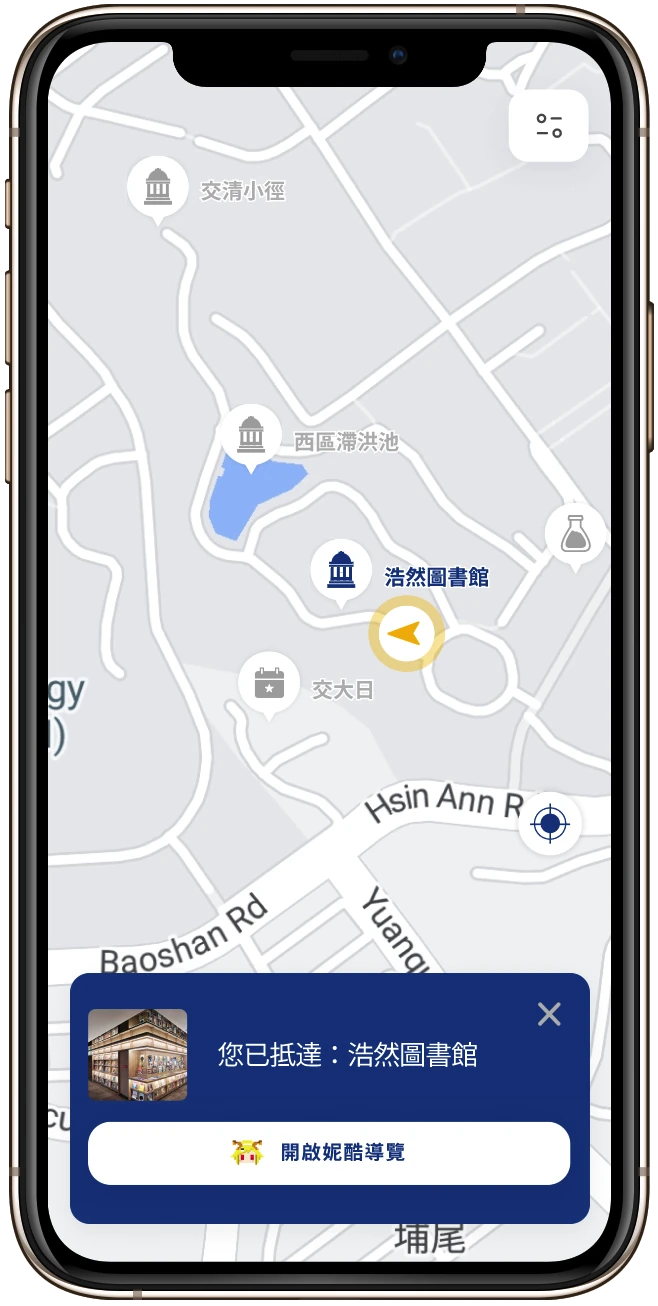 交清小徑
西區滯洪池
浩然圖書館
交大日
gy
)
Hsin Ann R
Baoshan Rd
Yuanqu
您已抵達：浩然圖書館
cu
開啟妮酷導覽
埔尾